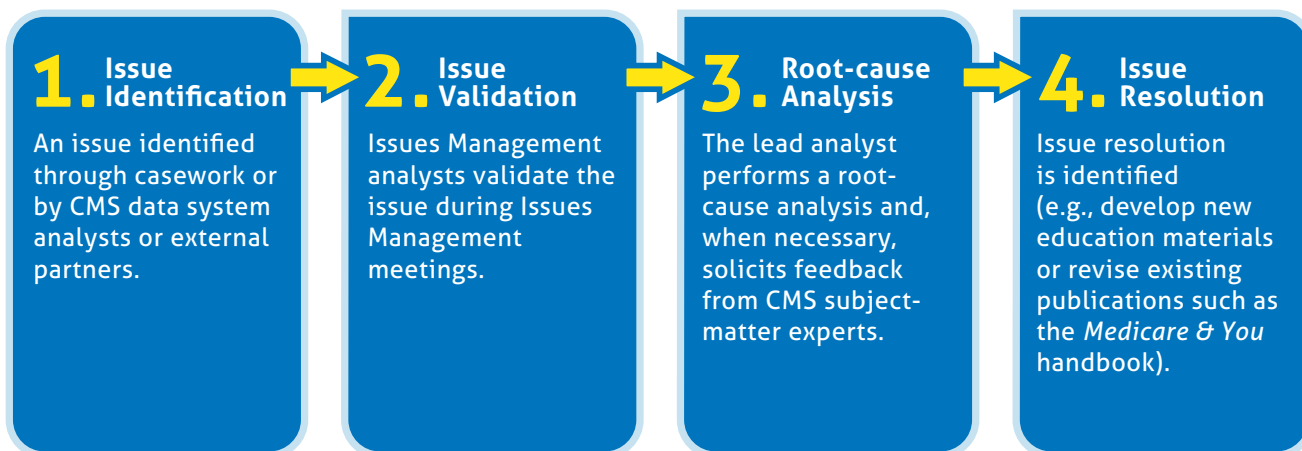 1. Issue
Identification
An issue identified
through casework or
by CMS data system
analysts or external
partners.
2. Issue
Validation
Issues Management
analysts validate the
issue during Issues
Management
meetings.
3. Root-cause
Analysis
The lead analyst
performs a root-
cause analysis and,
when necessary,
solicits feedback
from CMS subject-
matter experts.
4. Issue
Resolution
Issue resolution
is identified
(e.g., develop new
education materials
or revise existing
publications such as
the Medicare & You
handbook).